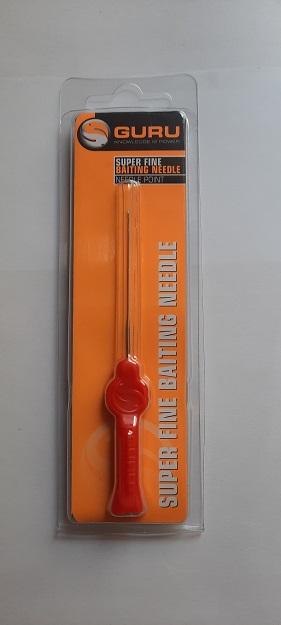 GURU
KNOWLEDGE IS POWER
SUPER FINE
BAITING NEEDLE
NEEDLE POINT
SUPER FINE BAITING NEEDLE